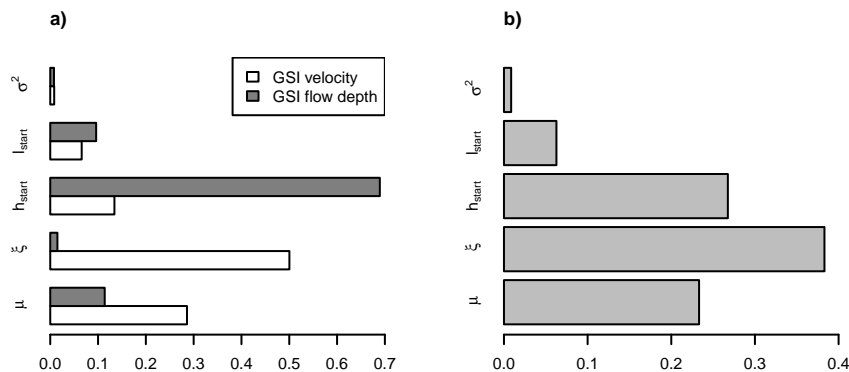 a)
GSI velocity
GSI flow depth
σ²
l_start
h_start
ξ
μ
0.0 0.1 0.2 0.3 0.4 0.5 0.6 0.7
b)
σ²
l_start
h_start
ξ
μ
0.0 0.1 0.2 0.3 0.4